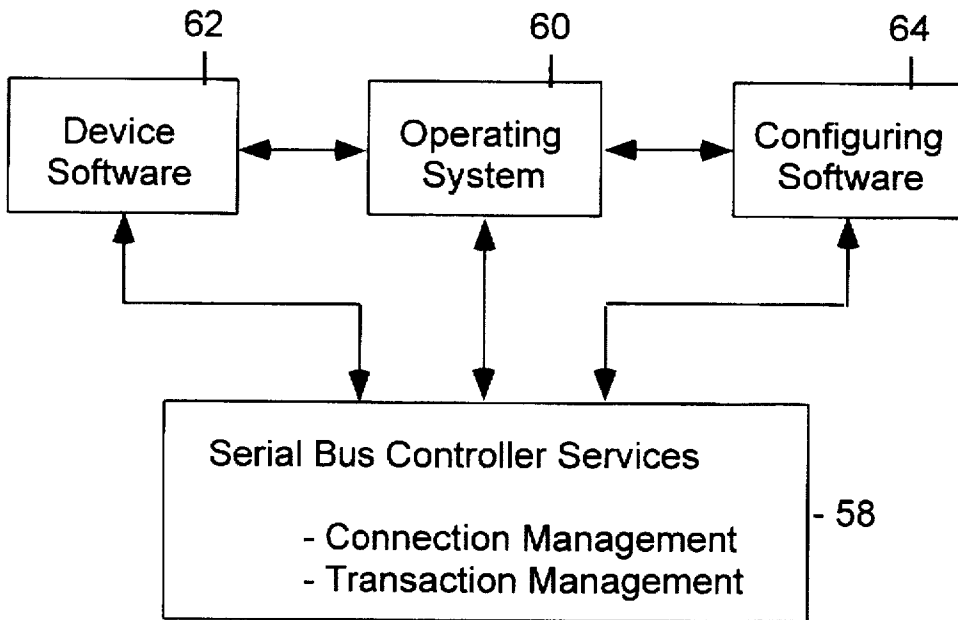 62
60
64
Device
Software
Operating
System
Configuring
Software
Serial Bus Controller Services
- Connection Management
- Transaction Management
- 58